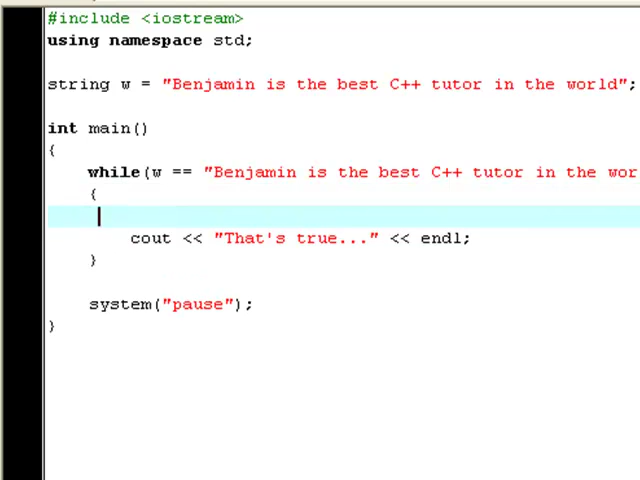 #include <iostream>
using namespace std;
string w = "Benjamin is the best C++ tutor in the world";
int main()
{
while(w == "Benjamin is the best C++ tutor in the wor
{
cout << "That's true..." << endl;
}
system("pause");
}